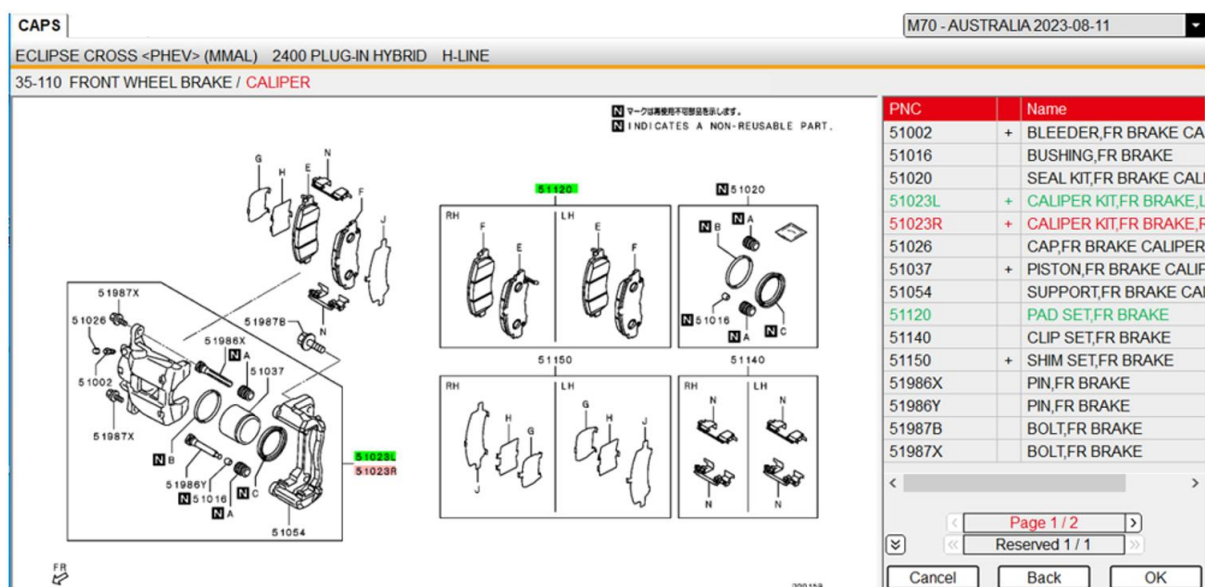 CAPS
M70 - AUSTRALIA 2023-08-11
ECLIPSE CROSS <PHEV> (MMAL) 2400 PLUG-IN HYBRID H-LINE
35-110 FRONT WHEEL BRAKE / CALIPER
N マークは再使用不可部品を示します。
N INDICATES A NON-REUSABLE PART.
G
H
E
N
F
J
N
51987X
51026
51002
51987X
51987B
51986X
N A
51037
N B
51986Y
N 51016
N A
N C
51054
51023L
51023R
FR
51120
RH
LH
F
E
E
F
N 51020
N A
N B
N 51016
N A
N C
51150
RH
LH
J
H
G
G
H
J
51140
RH
LH
N
N
N
N
PNC Name
51002 + BLEEDER,FR BRAKE CA
51016 BUSHING,FR BRAKE
51020 SEAL KIT,FR BRAKE CALI
51023L + CALIPER KIT,FR BRAKE,L
51023R + CALIPER KIT,FR BRAKE,R
51026 CAP,FR BRAKE CALIPER
51037 + PISTON,FR BRAKE CALIP
51054 SUPPORT,FR BRAKE CAL
51120 PAD SET,FR BRAKE
51140 CLIP SET,FR BRAKE
51150 + SHIM SET,FR BRAKE
51986X PIN,FR BRAKE
51986Y PIN,FR BRAKE
51987B BOLT,FR BRAKE
51987X BOLT,FR BRAKE
Page 1 / 2
Reserved 1 / 1
Cancel Back OK